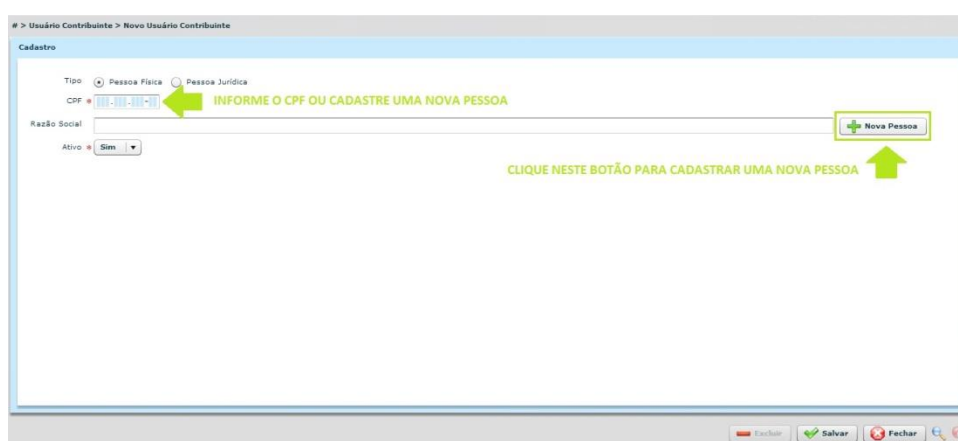 # > Usuário Contribuinte > Novo Usuário Contribuinte
Cadastro
Tipo Pessoa Física Pessoa Jurídica
CPF * . . - INFORME O CPF OU CADASTRE UMA NOVA PESSOA
Razão Social Nova Pessoa
Ativo * Sim
CLIQUE NESTE BOTÃO PARA CADASTRAR UMA NOVA PESSOA
Excluir Salvar Fechar